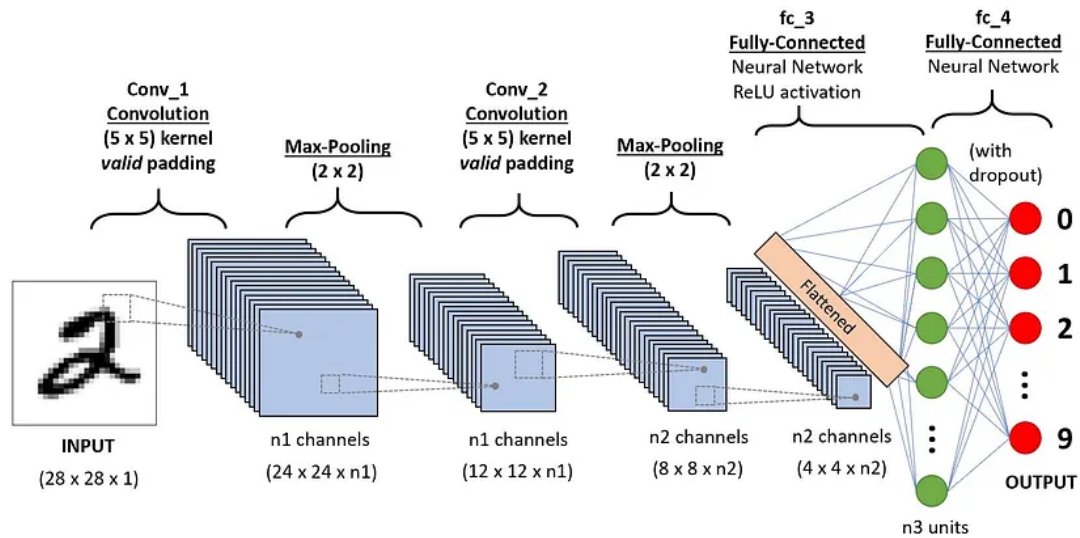 fc_3
Fully-Connected
Neural Network
ReLU activation
fc_4
Fully-Connected
Neural Network
Conv_1
Convolution
(5 x 5) kernel
valid padding
Max-Pooling
(2 x 2)
Conv_2
Convolution
(5 x 5) kernel
valid padding
Max-Pooling
(2 x 2)
(with
dropout)
2
Flattened
0
1
2
9
INPUT
(28 x 28 x 1)
n1 channels
(24 x 24 x n1)
n1 channels
(12 x 12 x n1)
n2 channels
(8 x 8 x n2)
n2 channels
(4 x 4 x n2)
OUTPUT
n3 units